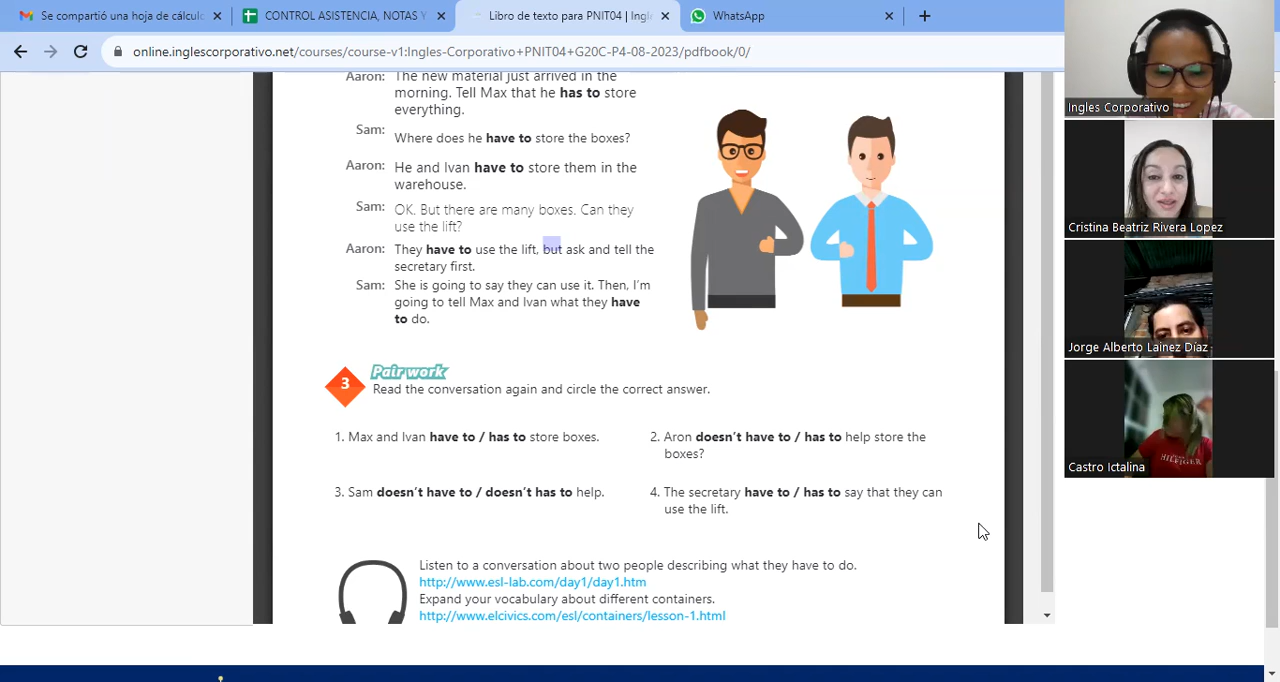 Se compartió una hoja de cálcul
CONTROL ASISTENCIA, NOTAS Y
Libro de texto para PNIT04 | Ingl
WhatsApp
online.inglescorporativo.net/courses/course-v1:Ingles-Corporativo+PNIT04+G20C-P4-08-2023/pdfbook/0/
Aaron: The new material just arrived in the
morning. Tell Max that he has to store
everything.
Sam: Where does he have to store the boxes?
Aaron: He and Ivan have to store them in the
warehouse.
Sam: OK. But there are many boxes. Can they
use the lift?
Aaron: They have to use the lift, but ask and tell the
secretary first.
Sam: She is going to say they can use it. Then, I'm
going to tell Max and Ivan what they have
to do.
3 Pair work
Read the conversation again and circle the correct answer.
1. Max and Ivan have to / has to store boxes.
2. Aron doesn't have to / has to help store the
boxes?
3. Sam doesn't have to / doesn't has to help.
4. The secretary have to / has to say that they can
use the lift.
Listen to a conversation about two people describing what they have to do.
http://www.esl-lab.com/day1/day1.htm
Expand your vocabulary about different containers.
http://www.elcivics.com/esl/containers/lesson-1.html
Ingles Corporativo
Cristina Beatriz Rivera Lopez
Jorge Alberto Laínez Díaz
Castro Ictalina
HILFIGER